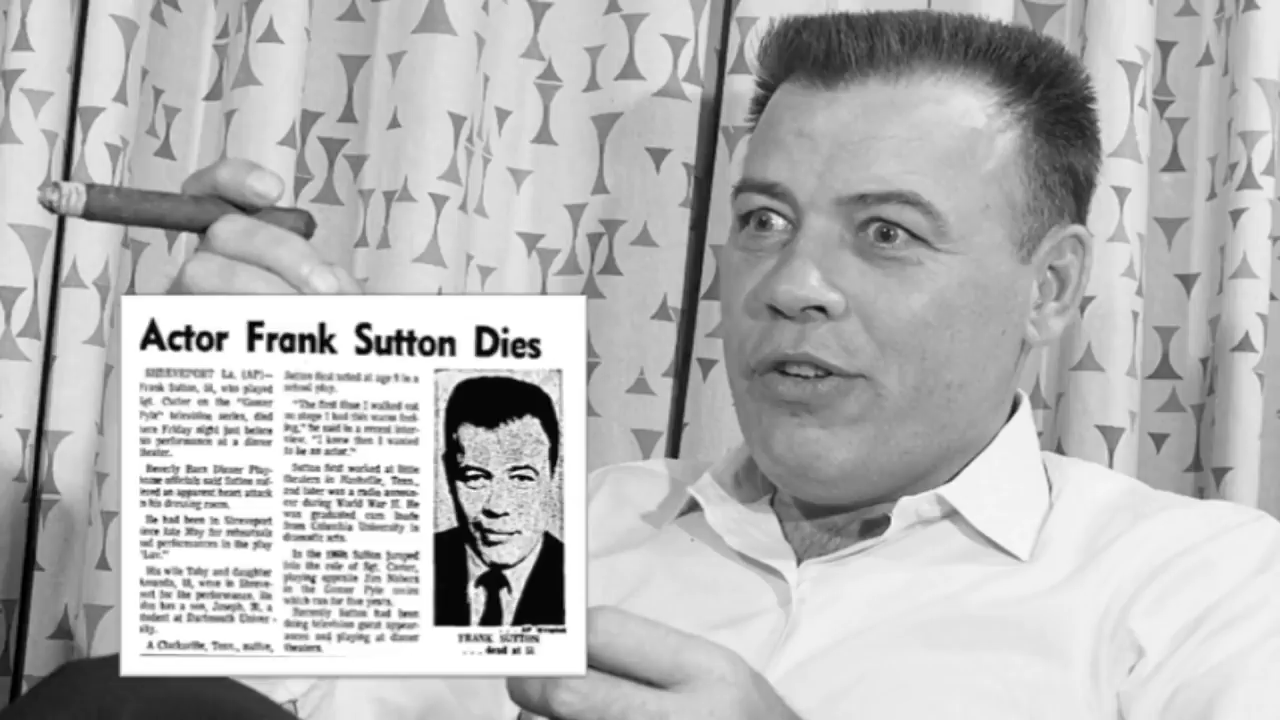 Actor Frank Sutton Dies
SHREVEPORT La. (AP)—
Frank Sutton, 51, who played
Sgt. Carter on the "Gomer
Pyle" television series, died
here Friday night just before
his performance at a dinner
theater.
Beverly Barn Dinner Play-
house officials said Sutton suf-
fered an apparent heart attack
in his dressing room.
He had been in Shreveport
since late May for rehearsals
and performances in the play
"Luv."
His wife Toby and daughter
Amanda, were in Shreve-
port for the performance. He
also has a son, Joseph, a
student at Dartmouth Univer-
sity.
A Clarksville, Tenn., native,
Sutton first acted at age 9 in a
school play.
"The first time I walked out
on stage I had this warm feel-
ing," he said in a recent inter-
view. "I knew then I wanted
to be an actor."
Sutton first worked at little
theaters in Nashville, Tenn.,
and later was a radio announ-
cer during World War II. He
was graduated cum laude
from Columbia University in
dramatic arts.
In the 1960s Sutton jumped
into the role of Sgt. Carter,
playing opposite Jim Nabors
in the Gomer Pyle series
which ran for five years.
Recently Sutton had been
doing television guest appear-
ances and playing at dinner
theaters.
FRANK SUTTON
. . . dead at 51